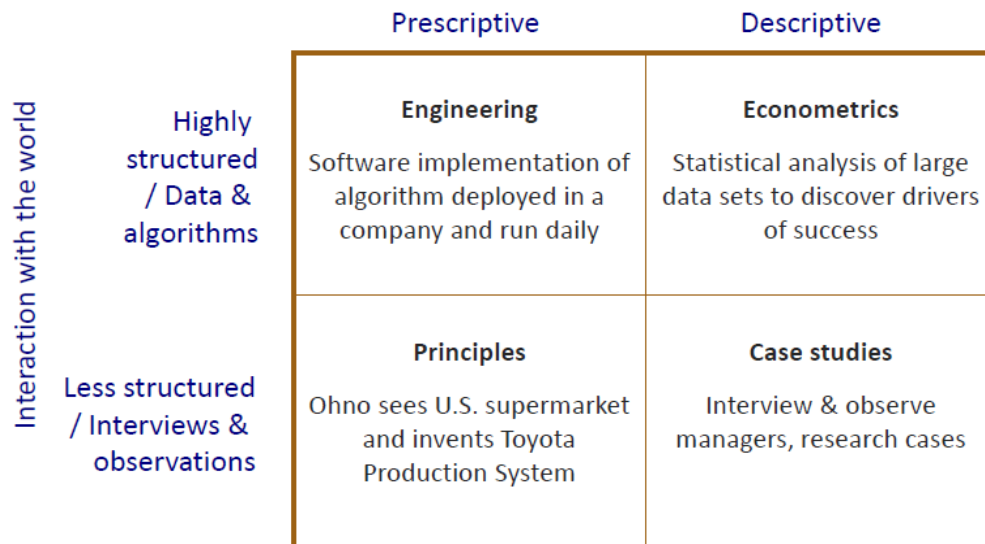 Prescriptive
Descriptive
Interaction with the world
Highly
structured
/ Data &
algorithms
Engineering
Software implementation of
algorithm deployed in a
company and run daily
Econometrics
Statistical analysis of large
data sets to discover drivers
of success
Less structured
/ Interviews &
observations
Principles
Ohno sees U.S. supermarket
and invents Toyota
Production System
Case studies
Interview & observe
managers, research cases